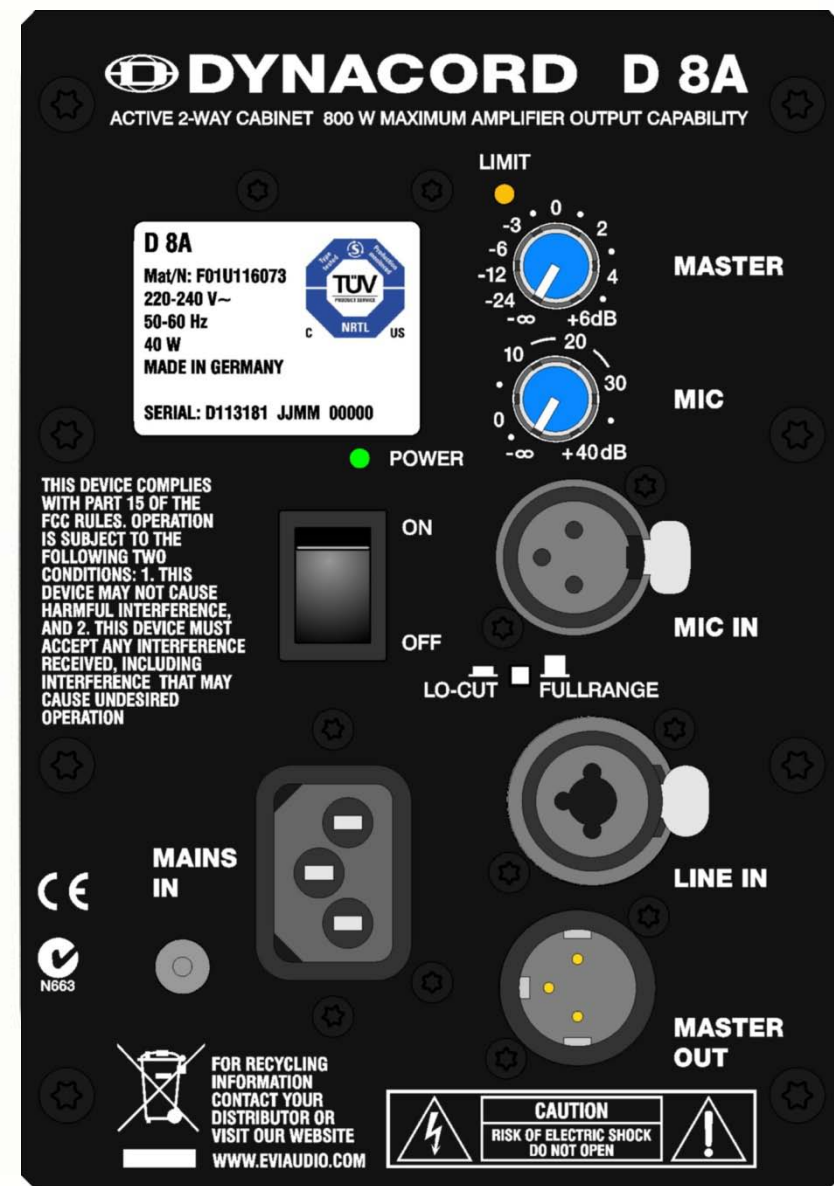 DYNACORD D 8A
ACTIVE 2-WAY CABINET 800 W MAXIMUM AMPLIFIER OUTPUT CAPABILITY
LIMIT
-∞
-24
-12
-6
-3
0
2
4
+6dB
MASTER
D 8A
Mat/N: F01U116073
220-240 V~
50-60 Hz
40 W
MADE IN GERMANY
SERIAL: D113181 JJMM 00000
Type tested
S
Production monitored
TÜV
PRODUCT SERVICE
C
NRTL
US
-∞
0
10
20
30
+40dB
MIC
POWER
THIS DEVICE COMPLIES
WITH PART 15 OF THE
FCC RULES. OPERATION
IS SUBJECT TO THE
FOLLOWING TWO
CONDITIONS: 1. THIS
DEVICE MAY NOT CAUSE
HARMFUL INTERFERENCE,
AND 2. THIS DEVICE MUST
ACCEPT ANY INTERFERENCE
RECEIVED, INCLUDING
INTERFERENCE THAT MAY
CAUSE UNDESIRED
OPERATION
ON
OFF
MIC IN
LO-CUT
FULLRANGE
MAINS
IN
LINE IN
CE
N663
MASTER
OUT
FOR RECYCLING
INFORMATION
CONTACT YOUR
DISTRIBUTOR OR
VISIT OUR WEBSITE
WWW.EVIAUDIO.COM
CAUTION
RISK OF ELECTRIC SHOCK
DO NOT OPEN